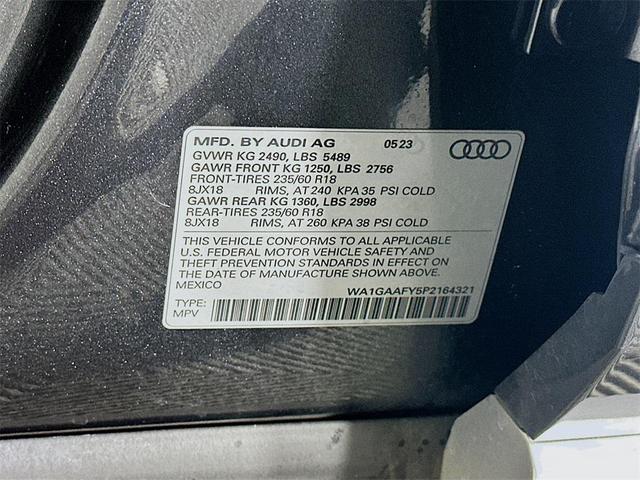 MFD. BY AUDI AG 05 23
GVWR KG 2490, LBS 5489
GAWR FRONT KG 1250, LBS 2756
FRONT-TIRES 235/60 R18
8JX18 RIMS, AT 240 KPA 35 PSI COLD
GAWR REAR KG 1360, LBS 2998
REAR-TIRES 235/60 R18
8JX18 RIMS, AT 260 KPA 38 PSI COLD
THIS VEHICLE CONFORMS TO ALL APPLICABLE
U.S. FEDERAL MOTOR VEHICLE SAFETY AND
THEFT PREVENTION STANDARDS IN EFFECT ON
THE DATE OF MANUFACTURE SHOWN ABOVE.
MEXICO
WA1GAAFY5P2164321
TYPE:
MPV